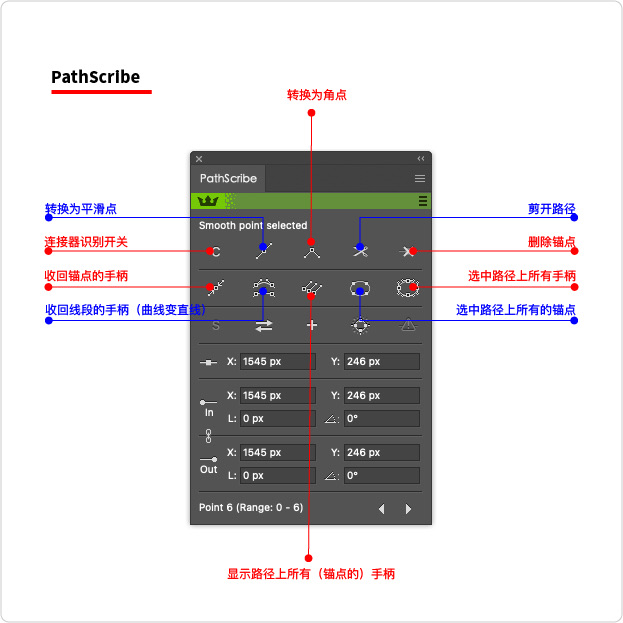 PathScribe
转换为角点
PathScribe
转换为平滑点
剪开路径
Smooth point selected
连接器识别开关
C
删除锚点
收回锚点的手柄
选中路径上所有手柄
收回线段的手柄（曲线变直线）
选中路径上所有的锚点
S
X: 1545 px Y: 246 px
X: 1545 px Y: 246 px
In
L: 0 px 0°
X: 1545 px Y: 246 px
Out
L: 0 px 0°
Point 6 (Range: 0 - 6)
显示路径上所有（锚点的）手柄